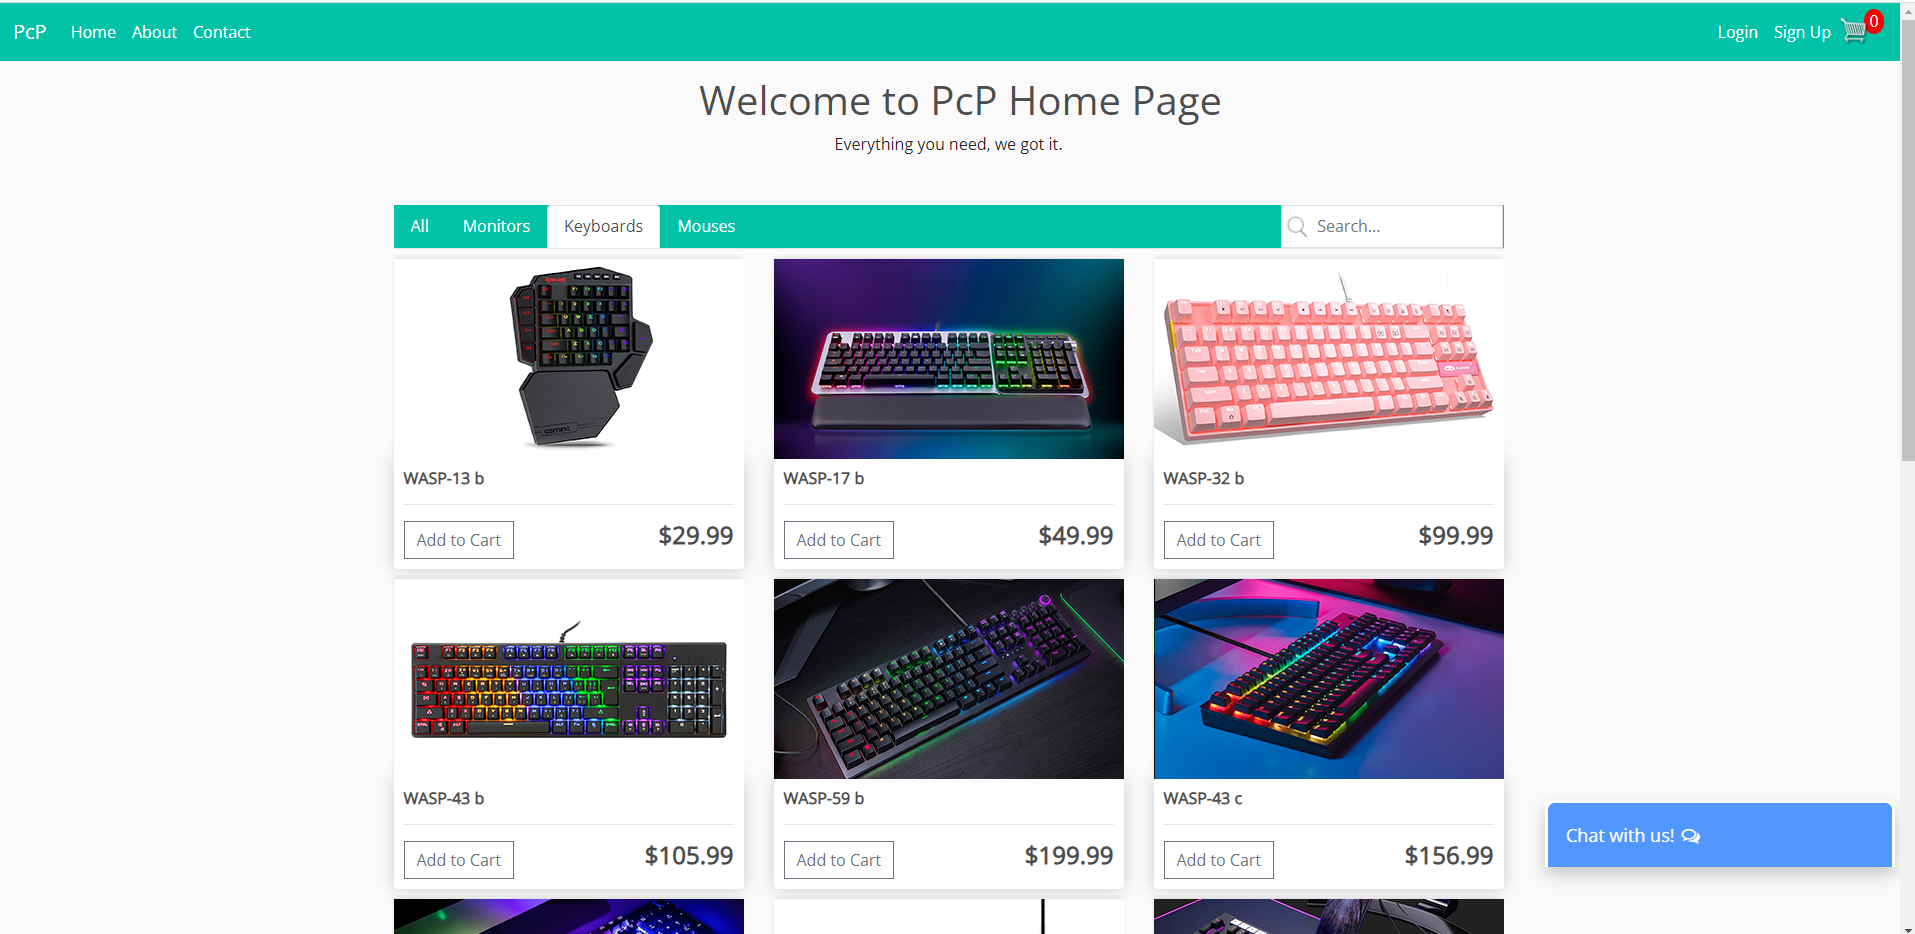 PcP Home About Contact Login Sign Up 0
Welcome to PcP Home Page
Everything you need, we got it.
All Monitors Keyboards Mouses Search...
WASP-13 b
Add to Cart $29.99
WASP-17 b
Add to Cart $49.99
WASP-32 b
Add to Cart $99.99
WASP-43 b
Add to Cart $105.99
WASP-59 b
Add to Cart $199.99
WASP-43 c
Add to Cart $156.99
Chat with us!